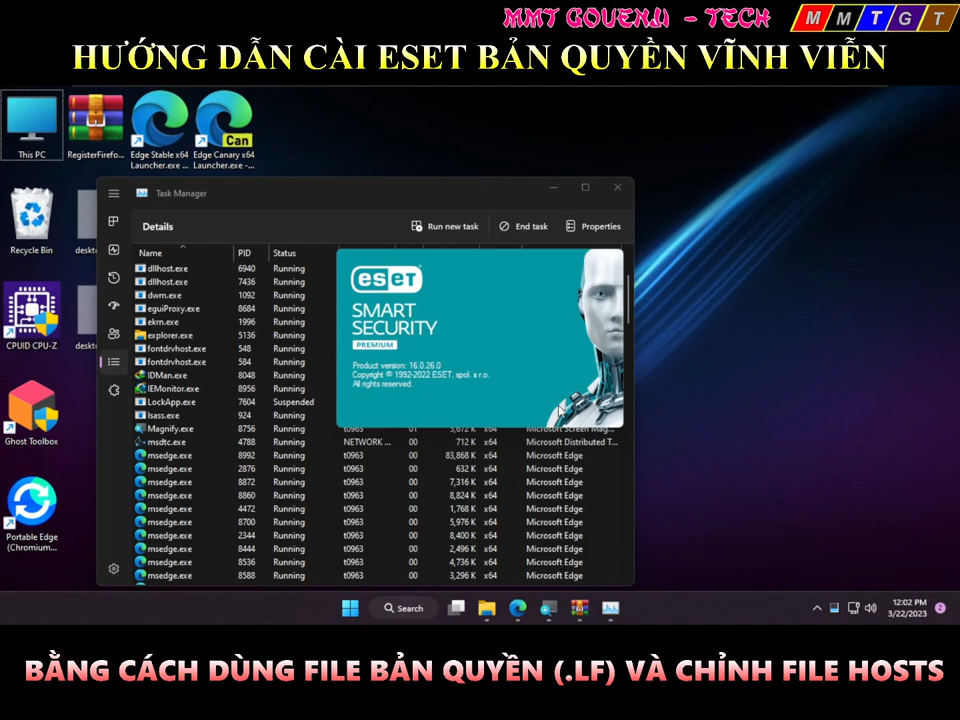 MMT GOUENJI - TECH
M M T G T
HƯỚNG DẪN CÀI ESET BẢN QUYỀN VĨNH VIỄN
This PC
RegisterFirefo...
Edge Stable x64
Launcher.exe ...
Edge Canary x64
Launcher.exe -...
Can
Recycle Bin
deskto
CPUID CPU-Z
deskto
Ghost Toolbox
Portable Edge
(Chromium...
Task Manager
Details
Run new task
End task
Properties
Name PID Status
dllhost.exe 6940 Running
dllhost.exe 7436 Running
dwm.exe 1092 Running
eguiProxy.exe 8684 Running
ekrn.exe 1996 Running
explorer.exe 5136 Running
fontdrvhost.exe 548 Running
fontdrvhost.exe 584 Running
IDMan.exe 8048 Running
IEMonitor.exe 8956 Running
LockApp.exe 7604 Suspended
lsass.exe 924 Running
Magnify.exe 8756 Running t0963 01 5,672 K x64 Microsoft Screen Mag...
msdtc.exe 4788 Running NETWORK ... 00 712 K x64 Microsoft Distributed T...
msedge.exe 8992 Running t0963 00 83,868 K x64 Microsoft Edge
msedge.exe 2876 Running t0963 00 632 K x64 Microsoft Edge
msedge.exe 8872 Running t0963 00 7,316 K x64 Microsoft Edge
msedge.exe 8860 Running t0963 00 8,824 K x64 Microsoft Edge
msedge.exe 4472 Running t0963 00 1,768 K x64 Microsoft Edge
msedge.exe 8700 Running t0963 00 5,976 K x64 Microsoft Edge
msedge.exe 2344 Running t0963 00 8,400 K x64 Microsoft Edge
msedge.exe 8444 Running t0963 00 2,496 K x64 Microsoft Edge
msedge.exe 8536 Running t0963 00 4,736 K x64 Microsoft Edge
msedge.exe 8588 Running t0963 00 3,296 K x64 Microsoft Edge
eset
SMART
SECURITY
PREMIUM
Product version: 16.0.26.0
Copyright © 1992-2022 ESET, spol. s r.o.
All rights reserved.
Search
12:02 PM
3/22/2023
2
BẰNG CÁCH DÙNG FILE BẢN QUYỀN (.LF) VÀ CHỈNH FILE HOSTS